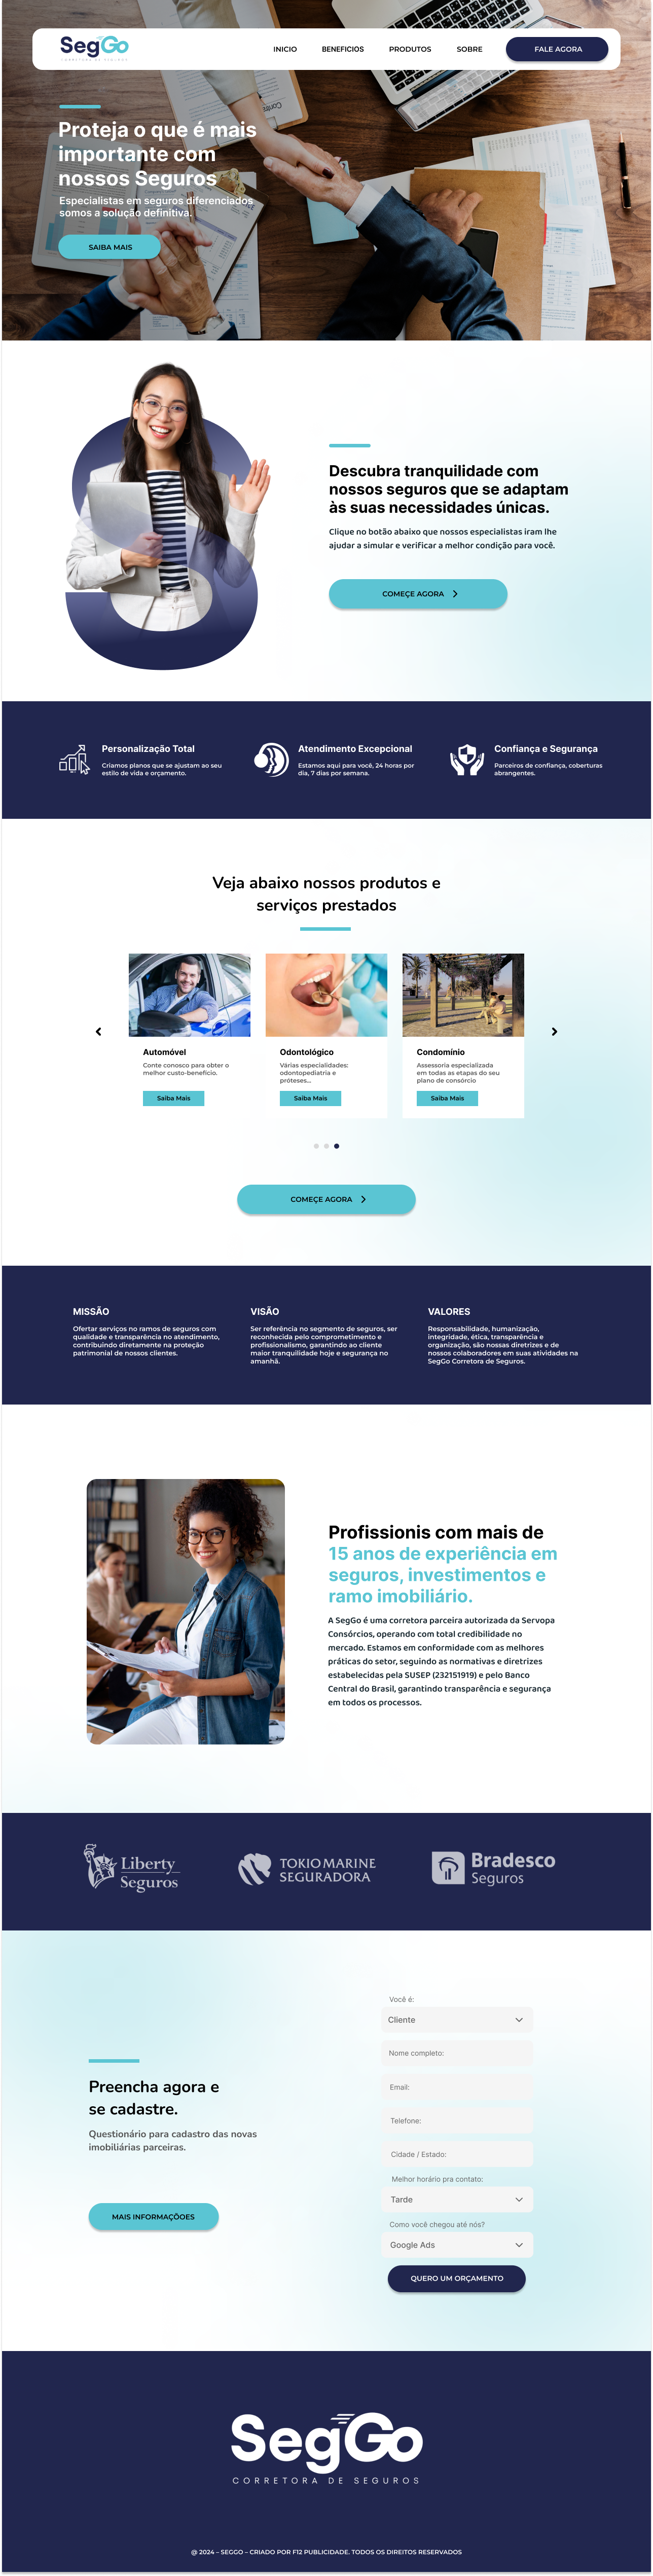 SegGo
CORRETORA DE SEGUROS
INICIO
BENEFICIOS
PRODUTOS
SOBRE
FALE AGORA
Proteja o que é mais
importante com
nossos Seguros
Especialistas em seguros diferenciados
somos a solução definitiva.
SAIBA MAIS
Descubra tranquilidade com
nossos seguros que se adaptam
às suas necessidades únicas.
Clique no botão abaixo que nossos especialistas iram lhe
ajudar a simular e verificar a melhor condição para você.
COMEÇE AGORA
Personalização Total
Criamos planos que se ajustam ao seu
estilo de vida e orçamento.
Atendimento Excepcional
Estamos aqui para você, 24 horas por
dia, 7 dias por semana.
Confiança e Segurança
Parceiros de confiança, coberturas
abrangentes.
Veja abaixo nossos produtos e
serviços prestados
Automóvel
Conte conosco para obter o
melhor custo-benefício.
Saiba Mais
Odontológico
Várias especialidades:
odontopediatria e
próteses...
Saiba Mais
Condomínio
Assessoria especializada
em todas as etapas do seu
plano de consórcio
Saiba Mais
COMEÇE AGORA
MISSÃO
Ofertar serviços no ramos de seguros com
qualidade e transparência no atendimento,
contribuindo diretamente na proteção
patrimonial de nossos clientes.
VISÃO
Ser referência no segmento de seguros, ser
reconhecida pelo comprometimento e
profissionalismo, garantindo ao cliente
maior tranquilidade hoje e segurança no
amanhã.
VALORES
Responsabilidade, humanização,
integridade, ética, transparência e
organização, são nossas diretrizes e de
nossos colaboradores em suas atividades na
SegGo Corretora de Seguros.
Profissionis com mais de
15 anos de experiência em
seguros, investimentos e
ramo imobiliário.
A SegGo é uma corretora parceira autorizada da Servopa
Consórcios, operando com total credibilidade no
mercado. Estamos em conformidade com as melhores
práticas do setor, seguindo as normativas e diretrizes
estabelecidas pela SUSEP (232151919) e pelo Banco
Central do Brasil, garantindo transparência e segurança
em todos os processos.
Liberty
Seguros
TOKIO MARINE
SEGURADORA
Bradesco
Seguros
Preencha agora e
se cadastre.
Questionário para cadastro das novas
imobiliárias parceiras.
MAIS INFORMAÇÕOES
Você é:
Cliente
Nome completo:
Email:
Telefone:
Cidade / Estado:
Melhor horário pra contato:
Tarde
Como você chegou até nós?
Google Ads
QUERO UM ORÇAMENTO
SegGo
CORRETORA DE SEGUROS
@ 2024 – SEGGO – CRIADO POR F12 PUBLICIDADE. TODOS OS DIREITOS RESERVADOS